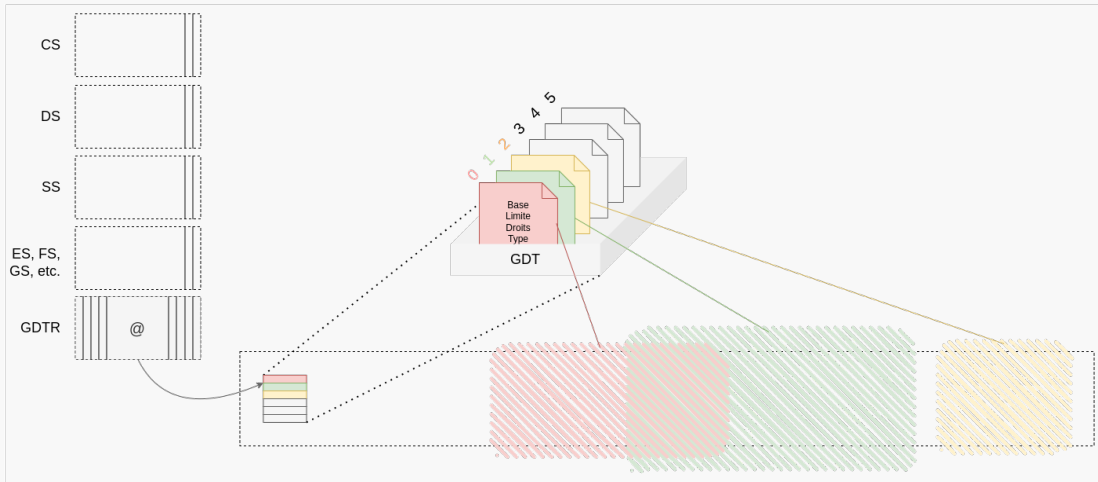 CS
DS
SS
ES, FS,
GS, etc.
GDTR
@
0
1
2
3
4
5
Base
Limite
Droits
Type
GDT